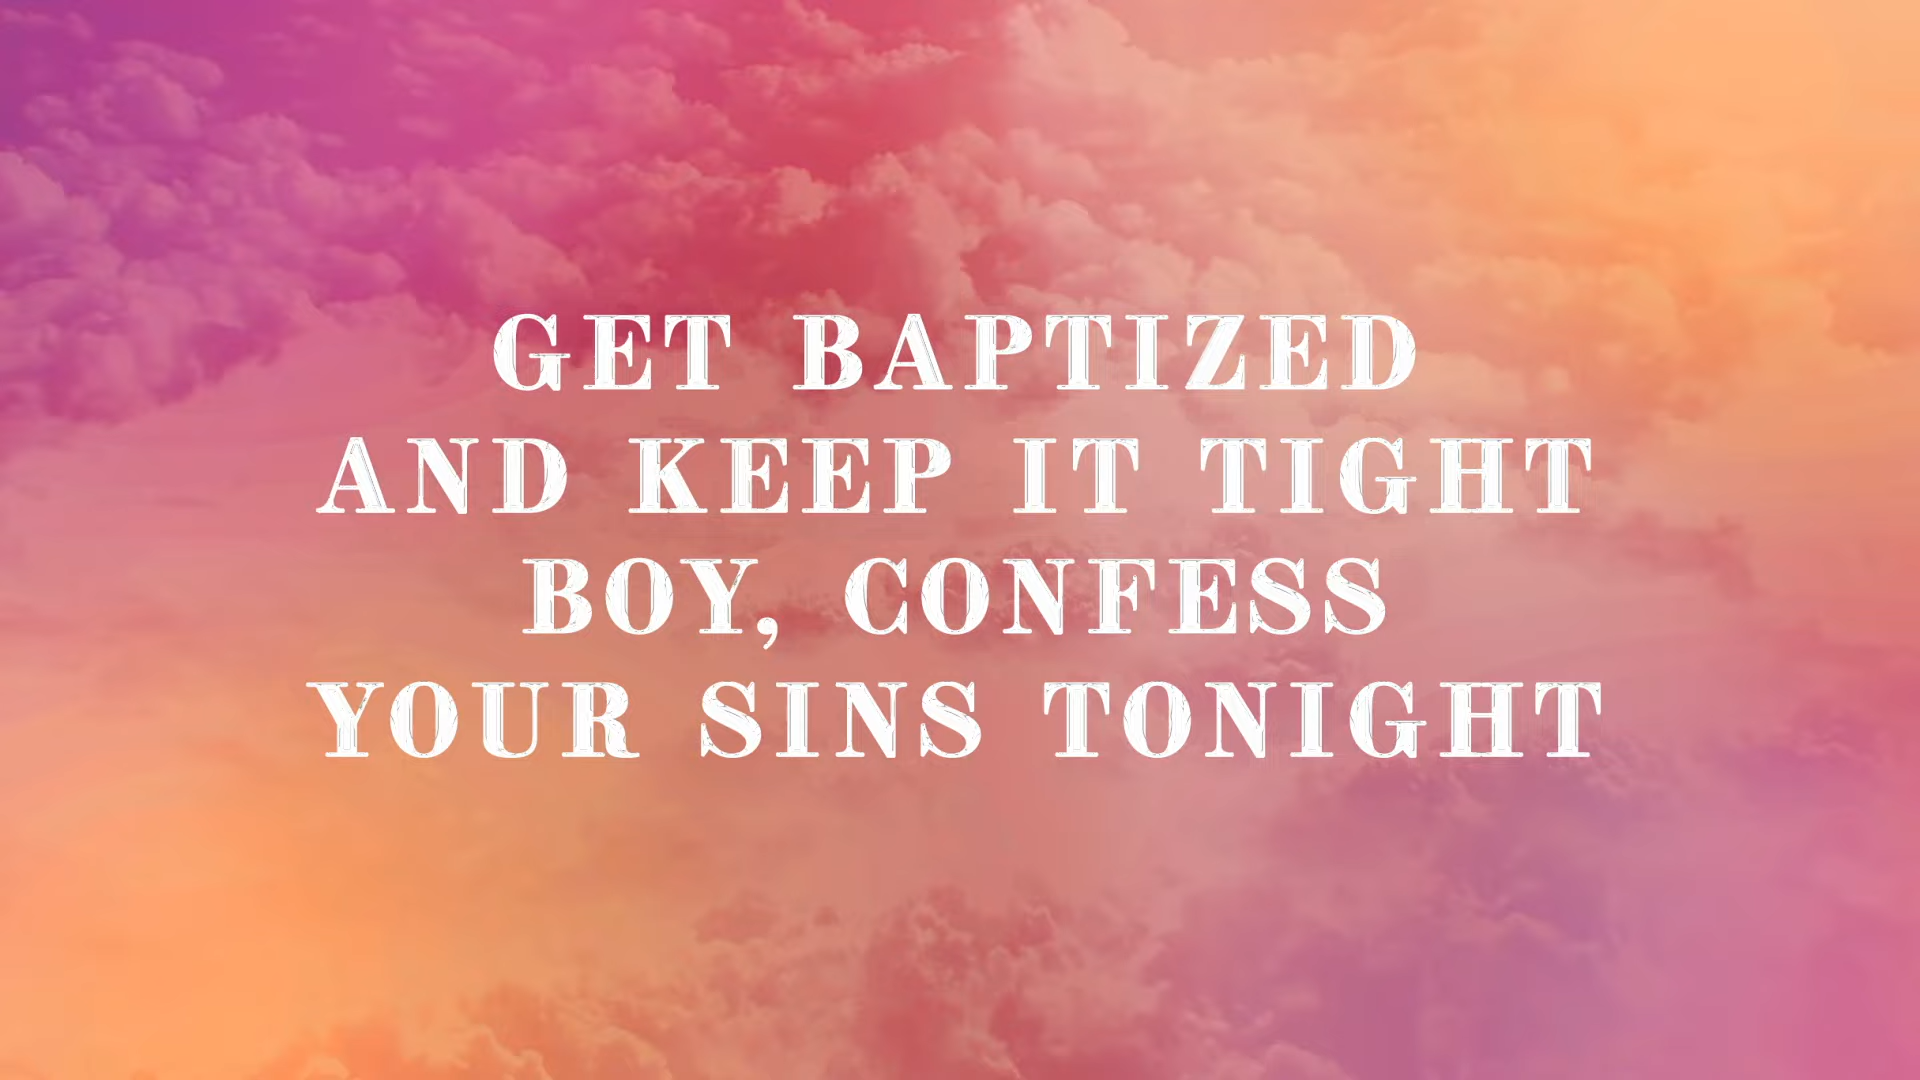 GET BAPTIZED
AND KEEP IT TIGHT
BOY, CONFESS
YOUR SINS TONIGHT